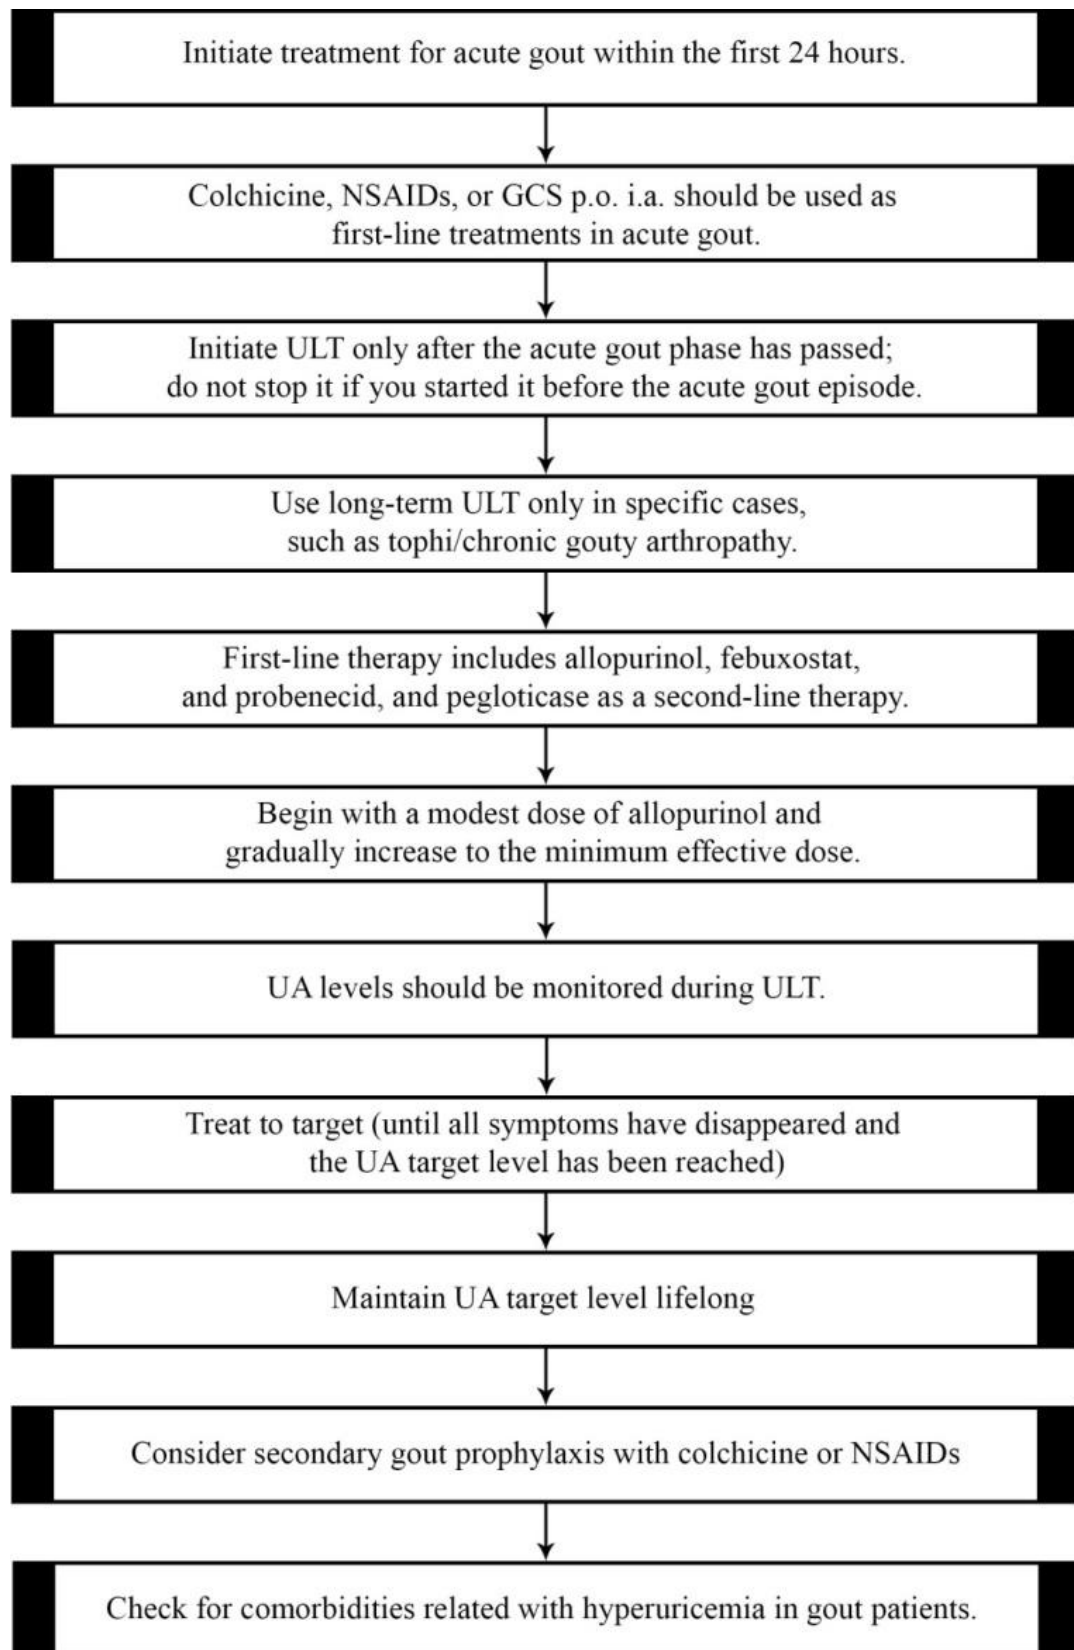 Initiate treatment for acute gout within the first 24 hours.
Colchicine, NSAIDs, or GCS p.o. i.a. should be used as
first-line treatments in acute gout.
Initiate ULT only after the acute gout phase has passed;
do not stop it if you started it before the acute gout episode.
Use long-term ULT only in specific cases,
such as tophi/chronic gouty arthropathy.
First-line therapy includes allopurinol, febuxostat,
and probenecid, and pegloticase as a second-line therapy.
Begin with a modest dose of allopurinol and
gradually increase to the minimum effective dose.
UA levels should be monitored during ULT.
Treat to target (until all symptoms have disappeared and
the UA target level has been reached)
Maintain UA target level lifelong
Consider secondary gout prophylaxis with colchicine or NSAIDs
Check for comorbidities related with hyperuricemia in gout patients.